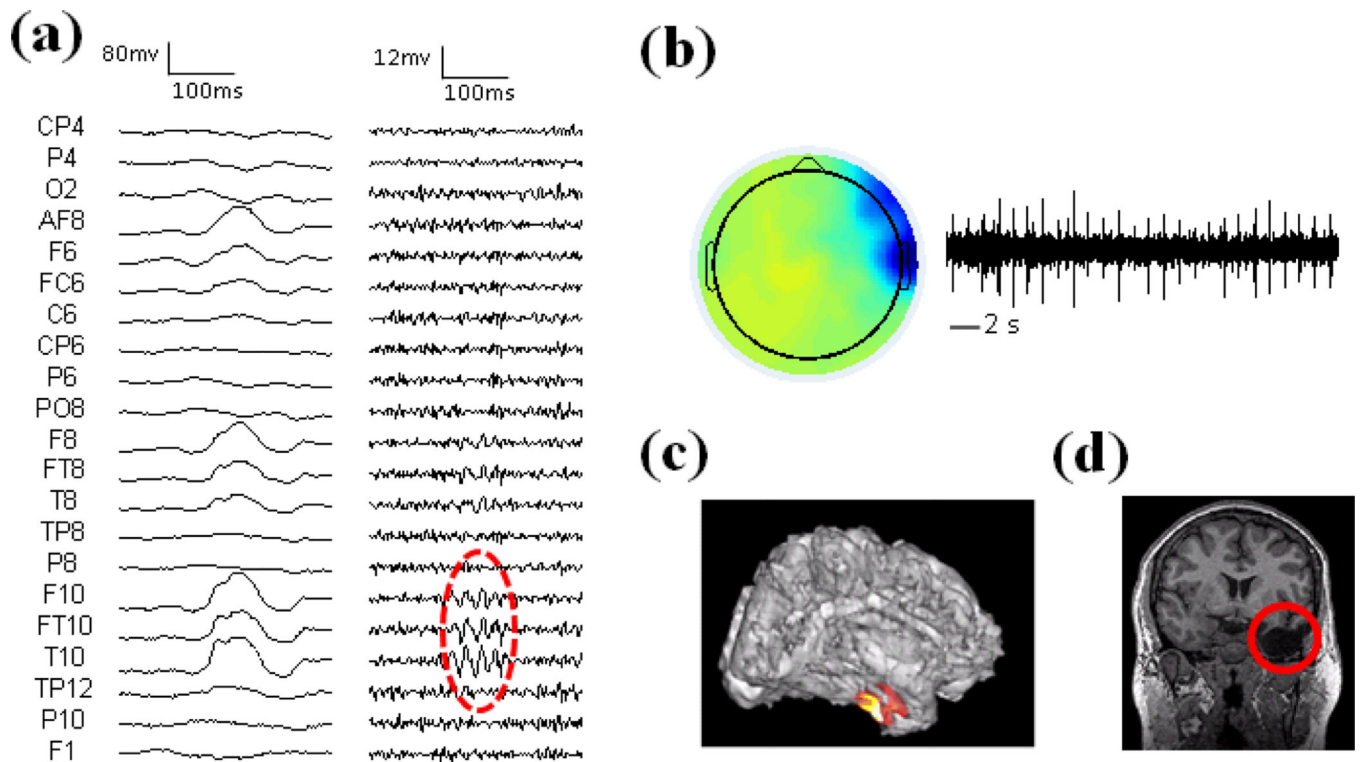 (a)
80mv
100ms
12mv
100ms
CP4
P4
O2
AF8
F6
FC6
C6
CP6
P6
PO8
F8
FT8
T8
TP8
P8
F10
FT10
T10
TP12
P10
F1
(b)
2 s
(c)
(d)